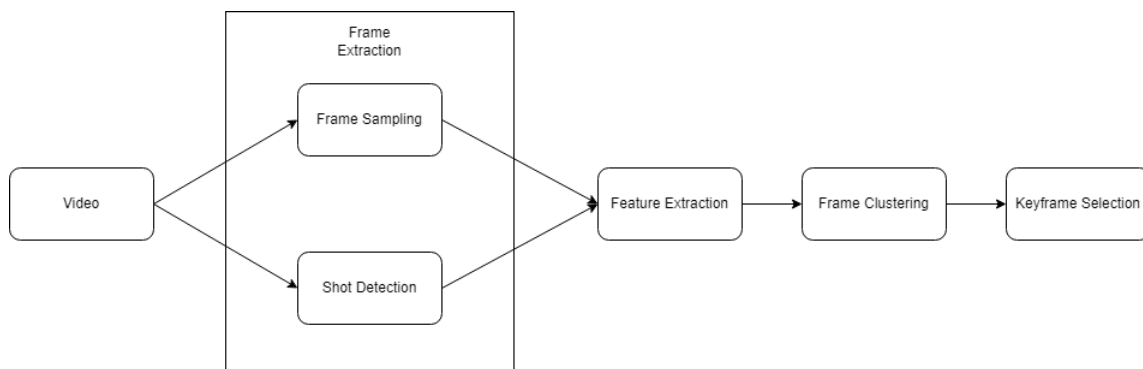 Frame
Extraction
Frame Sampling
Video
Feature Extraction
Frame Clustering
Keyframe Selection
Shot Detection